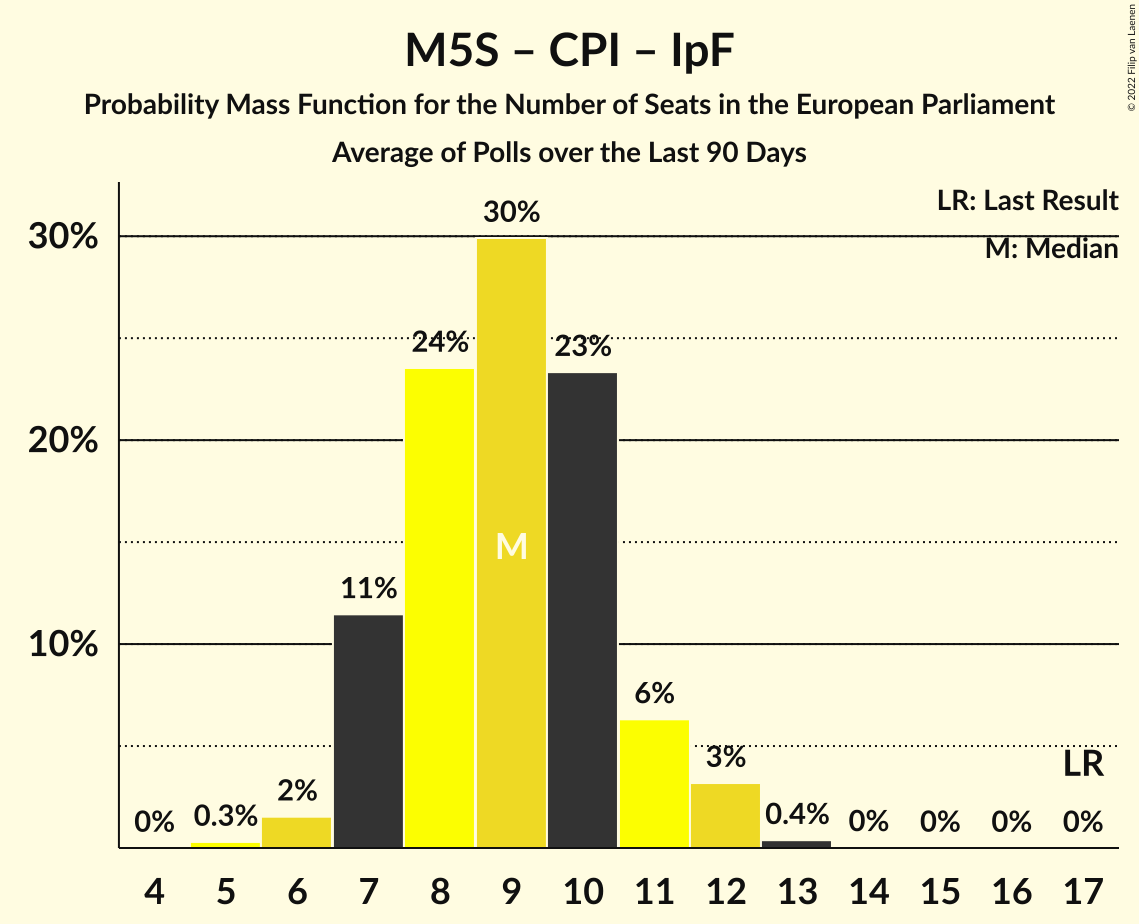 M5S – CPI – IpF
Probability Mass Function for the Number of Seats in the European Parliament
Average of Polls over the Last 90 Days
© 2022 Filip van Laenen
LR: Last Result
M: Median
30%
20%
10%
0%
0.3%
2%
11%
24%
30%
23%
6%
3%
0.4%
0%
0%
0%
0%
M
LR
4 5 6 7 8 9 10 11 12 13 14 15 16 17